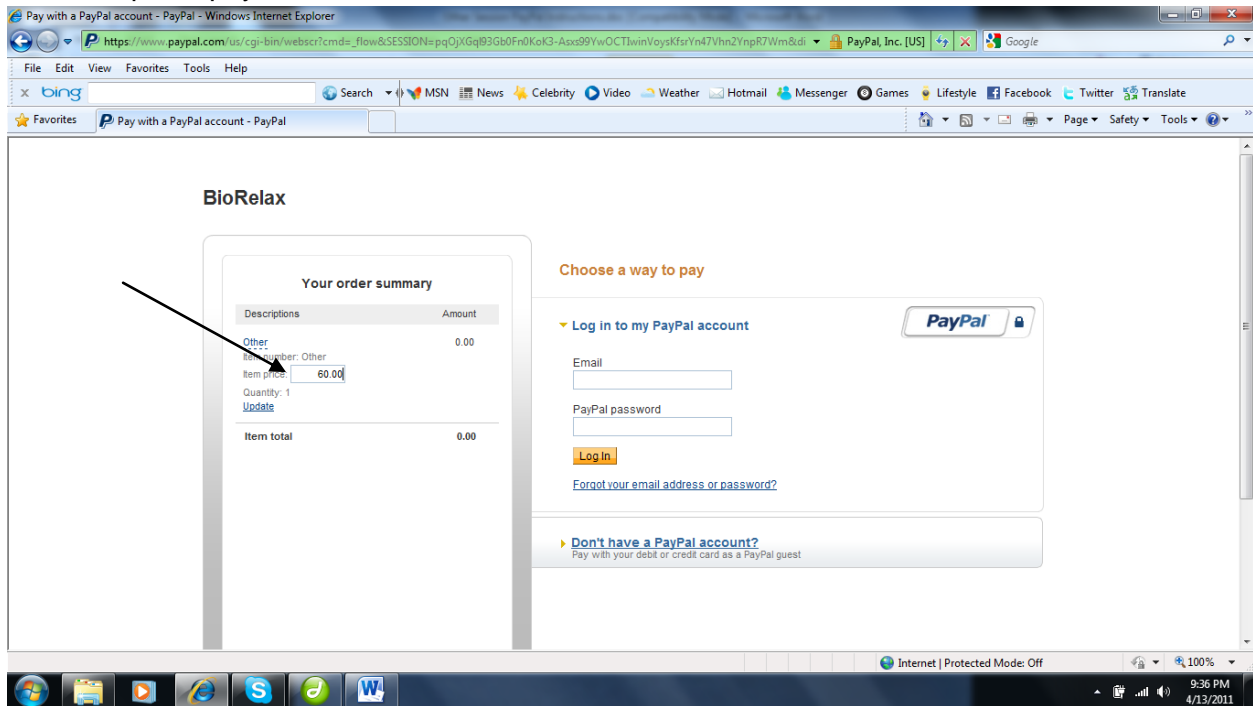 Pay with a PayPal account - PayPal - Windows Internet Explorer
https://www.paypal.com/us/cgi-bin/webscr?cmd=_flow&SESSION= PayPal, Inc. [US] Google
File Edit View Favorites Tools Help
x bing Search MSN News Celebrity Video Weather Hotmail Messenger Games Lifestyle Facebook Twitter Translate
Favorites Pay with a PayPal account - PayPal Page Safety Tools
BioRelax
Your order summary
Descriptions Amount
Other 0.00
Item number: Other
Item price: 60.00
Quantity: 1
Update
Item total 0.00
Choose a way to pay
Log in to my PayPal account PayPal
Email
PayPal password
Log In
Forgot your email address or password?
Don't have a PayPal account?
Pay with your debit or credit card as a PayPal guest
Internet | Protected Mode: Off 100%
9:36 PM
4/13/2011